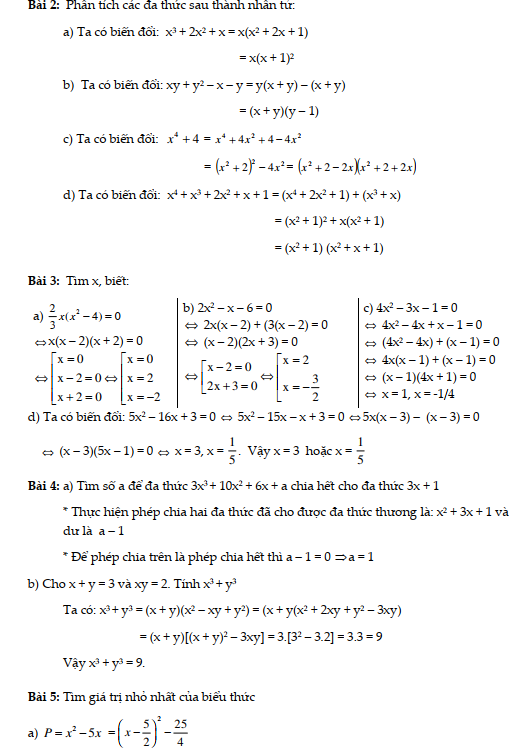 Bài 2: Phân tích các đa thức sau thành nhân tử:
a) Ta có biến đổi: x³ + 2x² + x = x(x² + 2x + 1)
= x(x + 1)²
b) Ta có biến đổi: xy + y² – x – y = y(x + y) – (x + y)
= (x + y)(y – 1)
c) Ta có biến đổi: x⁴ + 4 = x⁴ + 4x² + 4 – 4x²
= (x² + 2)² – 4x² = (x² + 2 – 2x)(x² + 2 + 2x)
d) Ta có biến đổi: x⁴ + x³ + 2x² + x + 1 = (x⁴ + 2x² + 1) + (x³ + x)
= (x² + 1)² + x(x² + 1)
= (x² + 1) (x² + x + 1)
Bài 3: Tìm x, biết:
a) 2/3 x(x² – 4) = 0
⇔ x(x – 2)(x + 2) = 0
⇔ [x = 0; x – 2 = 0; x + 2 = 0 ⇔ [x = 0; x = 2; x = –2
b) 2x² – x – 6 = 0
⇔ 2x(x – 2) + (3(x – 2) = 0
⇔ (x – 2)(2x + 3) = 0
⇔ [x – 2 = 0; 2x + 3 = 0 ⇔ [x = 2; x = –3/2
c) 4x² – 3x – 1 = 0
⇔ 4x² – 4x + x – 1 = 0
⇔ (4x² – 4x) + (x – 1) = 0
⇔ 4x(x – 1) + (x – 1) = 0
⇔ (x – 1)(4x + 1) = 0
⇔ x = 1, x = -1/4
d) Ta có biến đổi: 5x² – 16x + 3 = 0 ⇔ 5x² – 15x – x + 3 = 0 ⇔ 5x(x – 3) – (x – 3) = 0
⇔ (x – 3)(5x – 1) = 0 ⇔ x = 3, x = 1/5. Vậy x = 3 hoặc x = 1/5
Bài 4: a) Tìm số a để đa thức 3x³ + 10x² + 6x + a chia hết cho đa thức 3x + 1
* Thực hiện phép chia hai đa thức đã cho được đa thức thương là: x² + 3x + 1 và
dư là a – 1
* Để phép chia trên là phép chia hết thì a – 1 = 0 ⇒ a = 1
b) Cho x + y = 3 và xy = 2. Tính x³ + y³
Ta có: x³ + y³ = (x + y)(x² – xy + y²) = (x + y(x² + 2xy + y² – 3xy)
= (x + y)[(x + y)² – 3xy] = 3.[3² – 3.2] = 3.3 = 9
Vậy x³ + y³ = 9.
Bài 5: Tìm giá trị nhỏ nhất của biểu thức
a) P = x² – 5x = (x – 5/2)² – 25/4